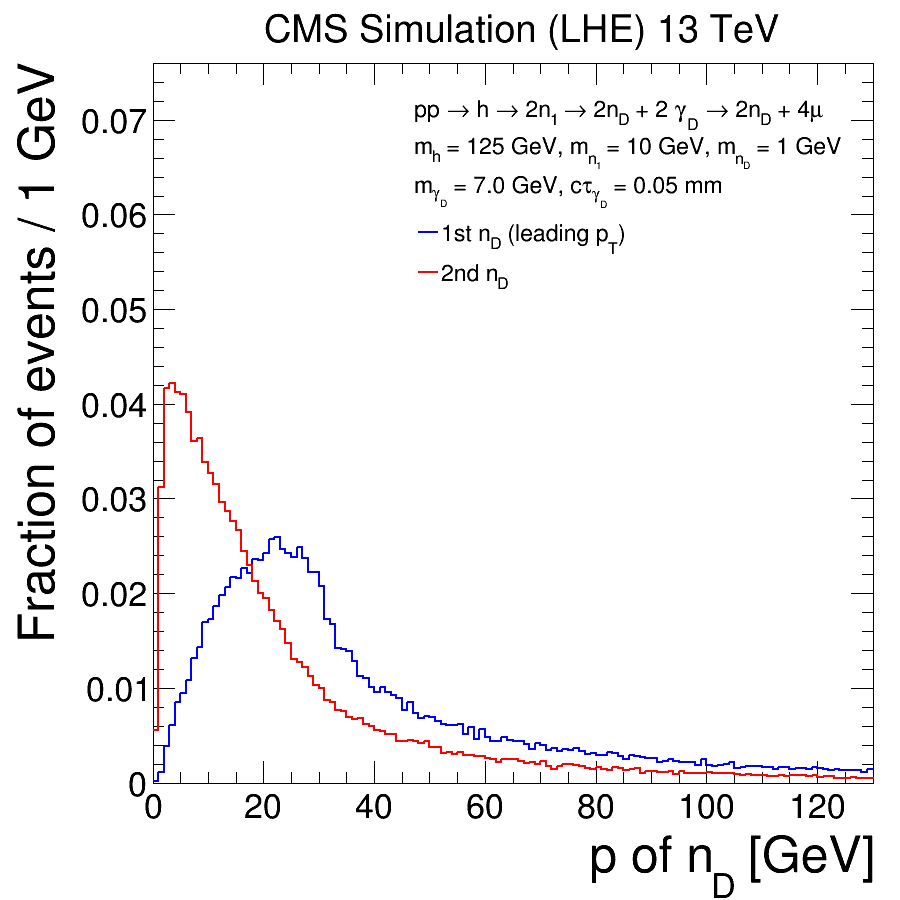 CMS Simulation (LHE) 13 TeV
Fraction of events / 1 GeV
pp → h → 2n₁ → 2n_D + 2 γ_D → 2n_D + 4μ
m_h = 125 GeV, m_n₁ = 10 GeV, m_n_D = 1 GeV
m_γ_D = 7.0 GeV, cτ_γ_D = 0.05 mm
1st n_D (leading p_T)
2nd n_D
0.07
0.06
0.05
0.04
0.03
0.02
0.01
0
0 20 40 60 80 100 120
p of n_D [GeV]